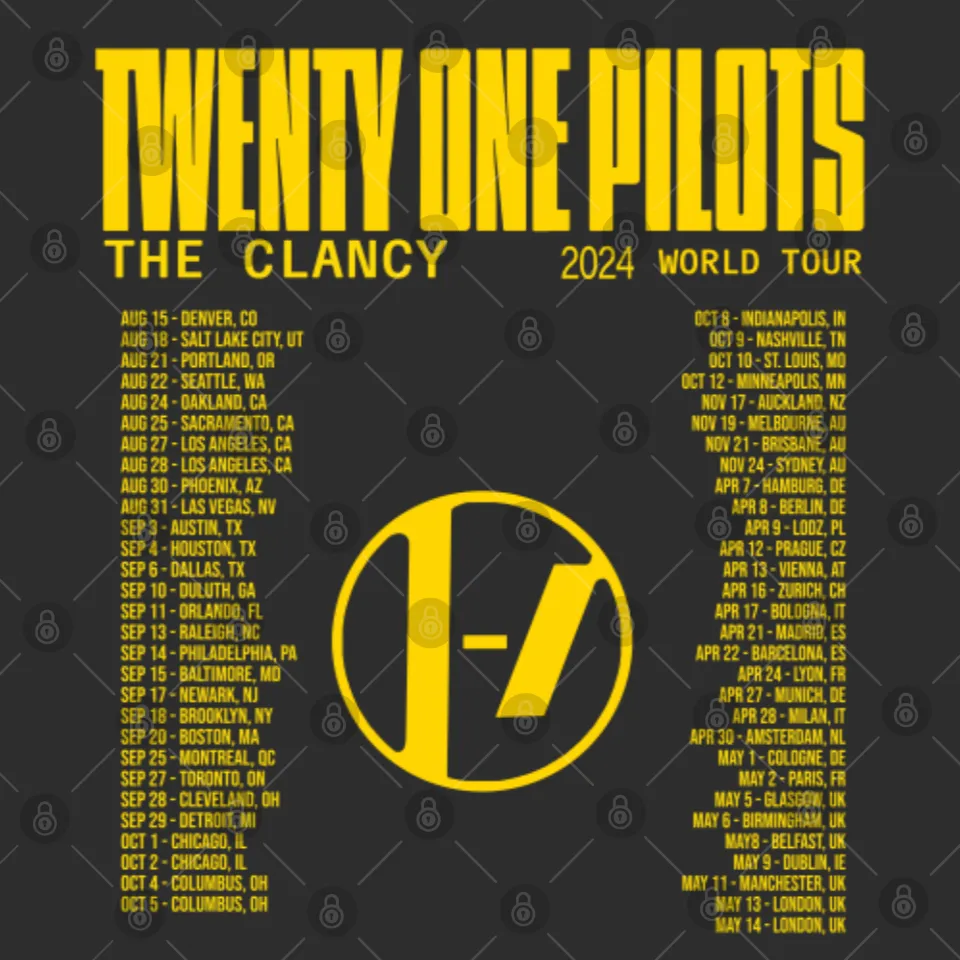 TWENTY ONE PILOTS
THE CLANCY 2024 WORLD TOUR
AUG 15 - DENVER, CO
AUG 18 - SALT LAKE CITY, UT
AUG 21 - PORTLAND, OR
AUG 22 - SEATTLE, WA
AUG 24 - OAKLAND, CA
AUG 25 - SACRAMENTO, CA
AUG 27 - LOS ANGELES, CA
AUG 28 - LOS ANGELES, CA
AUG 30 - PHOENIX, AZ
AUG 31 - LAS VEGAS, NV
SEP 3 - AUSTIN, TX
SEP 4 - HOUSTON, TX
SEP 6 - DALLAS, TX
SEP 10 - DULUTH, GA
SEP 11 - ORLANDO, FL
SEP 13 - RALEIGH, NC
SEP 14 - PHILADELPHIA, PA
SEP 15 - BALTIMORE, MD
SEP 17 - NEWARK, NJ
SEP 18 - BROOKLYN, NY
SEP 20 - BOSTON, MA
SEP 25 - MONTREAL, QC
SEP 27 - TORONTO, ON
SEP 28 - CLEVELAND, OH
SEP 29 - DETROIT, MI
OCT 1 - CHICAGO, IL
OCT 2 - CHICAGO, IL
OCT 4 - COLUMBUS, OH
OCT 5 - COLUMBUS, OH
OCT 8 - INDIANAPOLIS, IN
OCT 9 - NASHVILLE, TN
OCT 10 - ST. LOUIS, MO
OCT 12 - MINNEAPOLIS, MN
NOV 17 - AUCKLAND, NZ
NOV 19 - MELBOURNE, AU
NOV 21 - BRISBANE, AU
NOV 24 - SYDNEY, AU
APR 7 - HAMBURG, DE
APR 8 - BERLIN, DE
APR 9 - LODZ, PL
APR 12 - PRAGUE, CZ
APR 13 - VIENNA, AT
APR 16 - ZURICH, CH
APR 17 - BOLOGNA, IT
APR 21 - MADRID, ES
APR 22 - BARCELONA, ES
APR 24 - LYON, FR
APR 27 - MUNICH, DE
APR 28 - MILAN, IT
APR 30 - AMSTERDAM, NL
MAY 1 - COLOGNE, DE
MAY 2 - PARIS, FR
MAY 5 - GLASGOW, UK
MAY 6 - BIRMINGHAM, UK
MAY8 - BELFAST, UK
MAY 9 - DUBLIN, IE
MAY 11 - MANCHESTER, UK
MAY 13 - LONDON, UK
MAY 14 - LONDON, UK